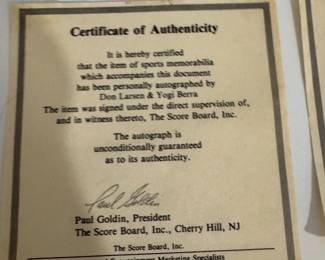 Certificate of Authenticity
It is hereby certified
that the item of sports memorabilia
which accompanies this document
has been personally autographed by
Don Larsen & Yogi Berra
The item was signed under the direct supervision of,
and in witness thereto, The Score Board, Inc.
The autograph is
unconditionally guaranteed
as to its authenticity.
Paul Goldin
Paul Goldin, President
The Score Board, Inc., Cherry Hill, NJ
The Score Board, Inc.
Entertainment Marketing Specialists